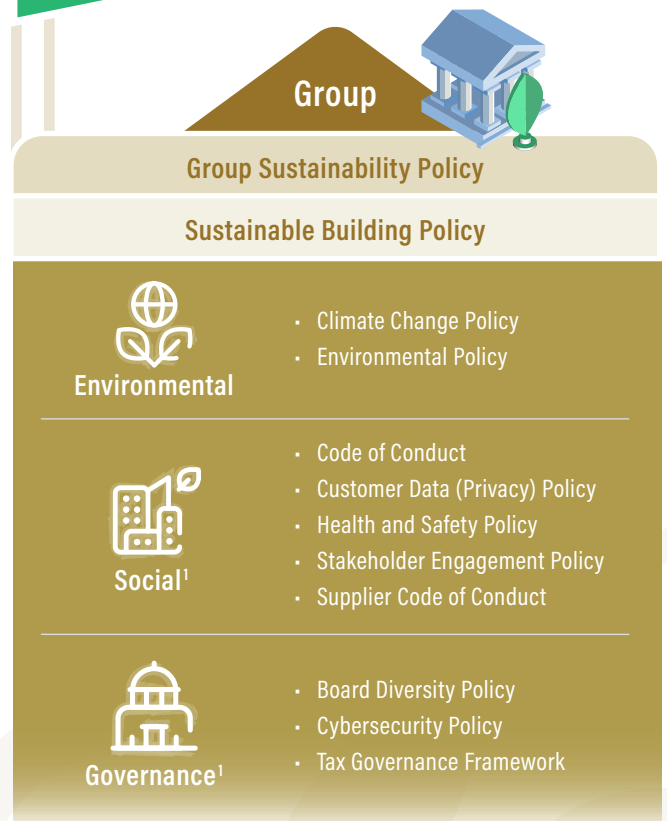 Group
Group Sustainability Policy
Sustainable Building Policy
Environmental
· Climate Change Policy
· Environmental Policy
Social¹
· Code of Conduct
· Customer Data (Privacy) Policy
· Health and Safety Policy
· Stakeholder Engagement Policy
· Supplier Code of Conduct
Governance¹
· Board Diversity Policy
· Cybersecurity Policy
· Tax Governance Framework